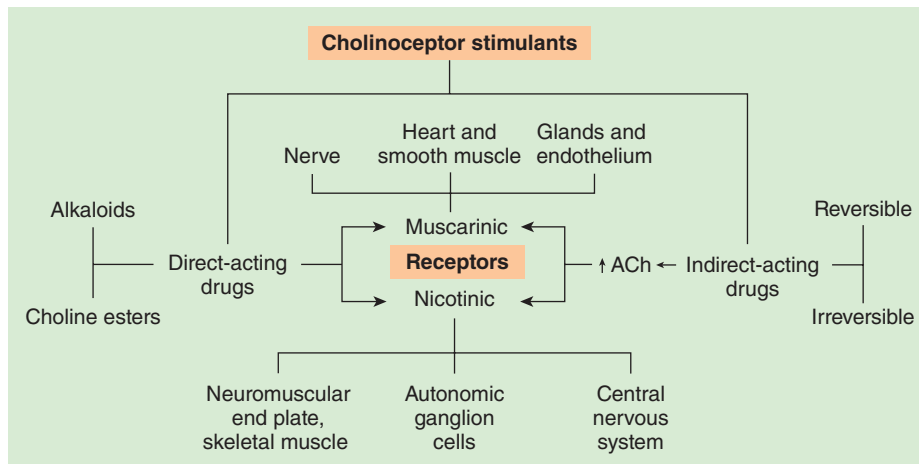 Cholinoceptor stimulants
Nerve
Heart and
smooth muscle
Glands and
endothelium
Alkaloids
Choline esters
Direct-acting
drugs
Muscarinic
Receptors
Nicotinic
↑ ACh
Indirect-acting
drugs
Reversible
Irreversible
Neuromuscular
end plate,
skeletal muscle
Autonomic
ganglion
cells
Central
nervous
system